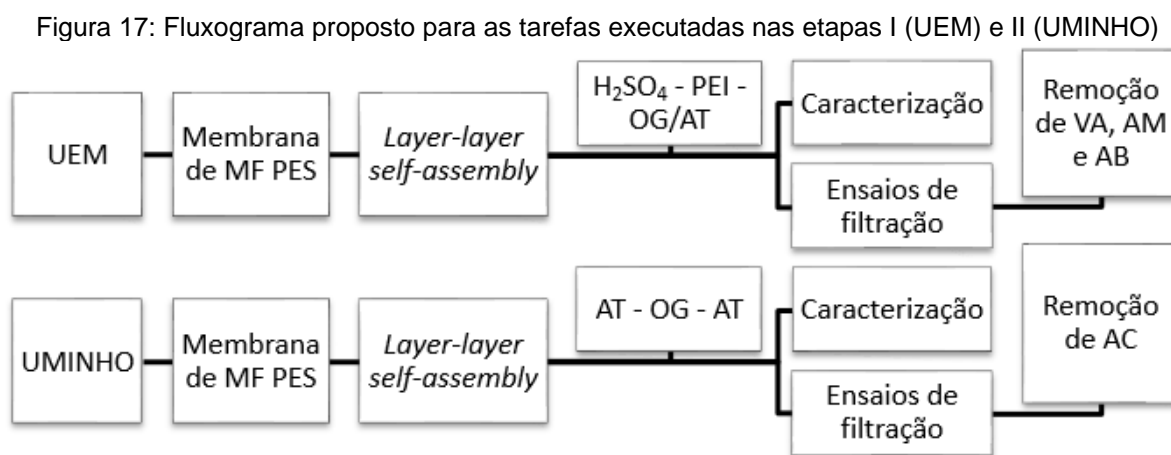 Figura 17: Fluxograma proposto para as tarefas executadas nas etapas I (UEM) e II (UMINHO)
UEM
Membrana
de MF PES
Layer-layer
self-assembly
H₂SO₄ - PEI -
OG/AT
Caracterização
Ensaios de
filtração
Remoção
de VA, AM
e AB
UMINHO
Membrana
de MF PES
Layer-layer
self-assembly
AT - OG - AT
Caracterização
Ensaios de
filtração
Remoção
de AC